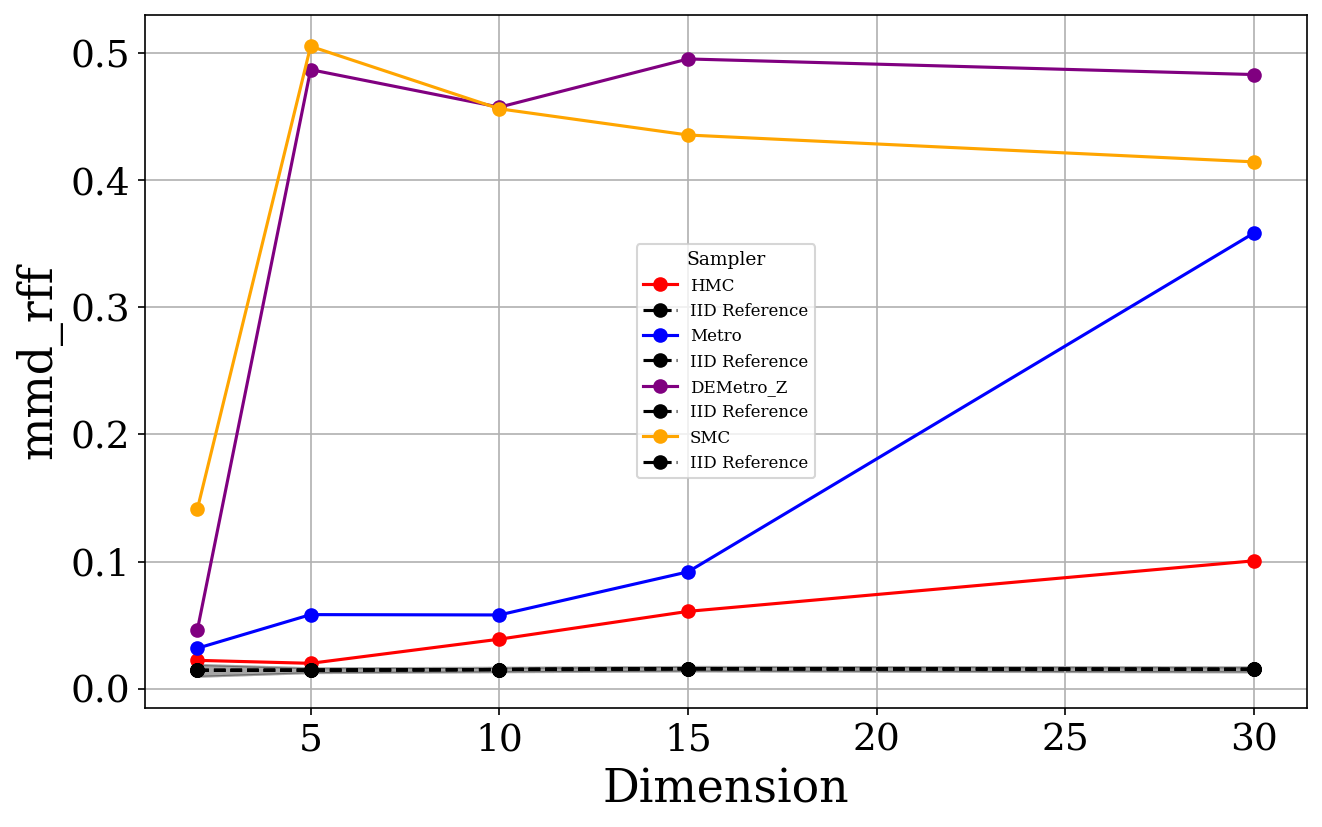 0.5
0.4
0.3
0.2
0.1
0.0
mmd_rff
Sampler
HMC
IID Reference
Metro
IID Reference
DEMetro_Z
IID Reference
SMC
IID Reference
5
10
15
20
25
30
Dimension